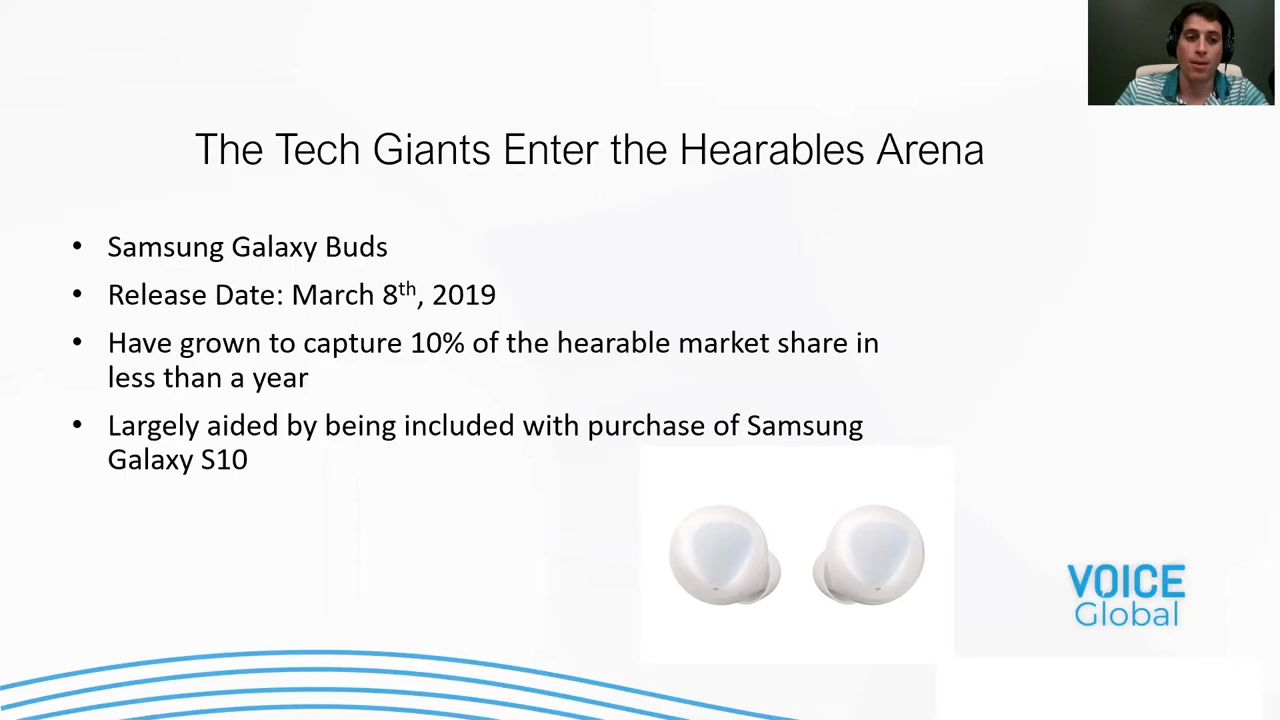 The Tech Giants Enter the Hearables Arena
• Samsung Galaxy Buds
• Release Date: March 8th, 2019
• Have grown to capture 10% of the hearable market share in
less than a year
• Largely aided by being included with purchase of Samsung
Galaxy S10
VOICE
Global